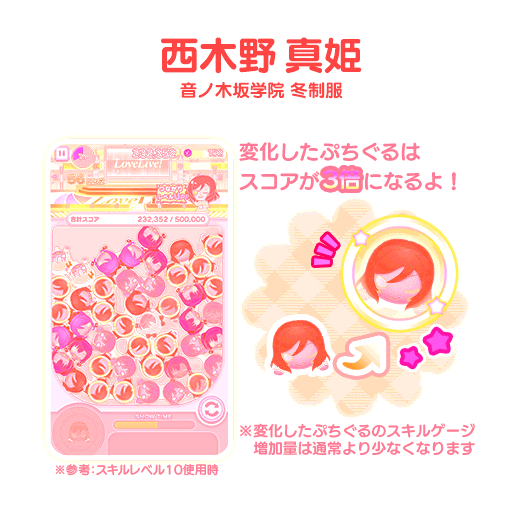 西木野 真姫
音ノ木坂学院 冬制服
変化したぷちぐるは
スコアが3倍になるよ！
LoveLive!
合計スコア 232,352 / 500,000
SHOW TIME
※参考：スキルレベル10使用時
※変化したぷちぐるのスキルゲージ
増加量は通常より少なくなります